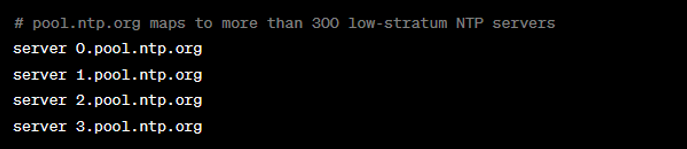 # pool.ntp.org maps to more than 300 low-stratum NTP servers
server 0.pool.ntp.org
server 1.pool.ntp.org
server 2.pool.ntp.org
server 3.pool.ntp.org